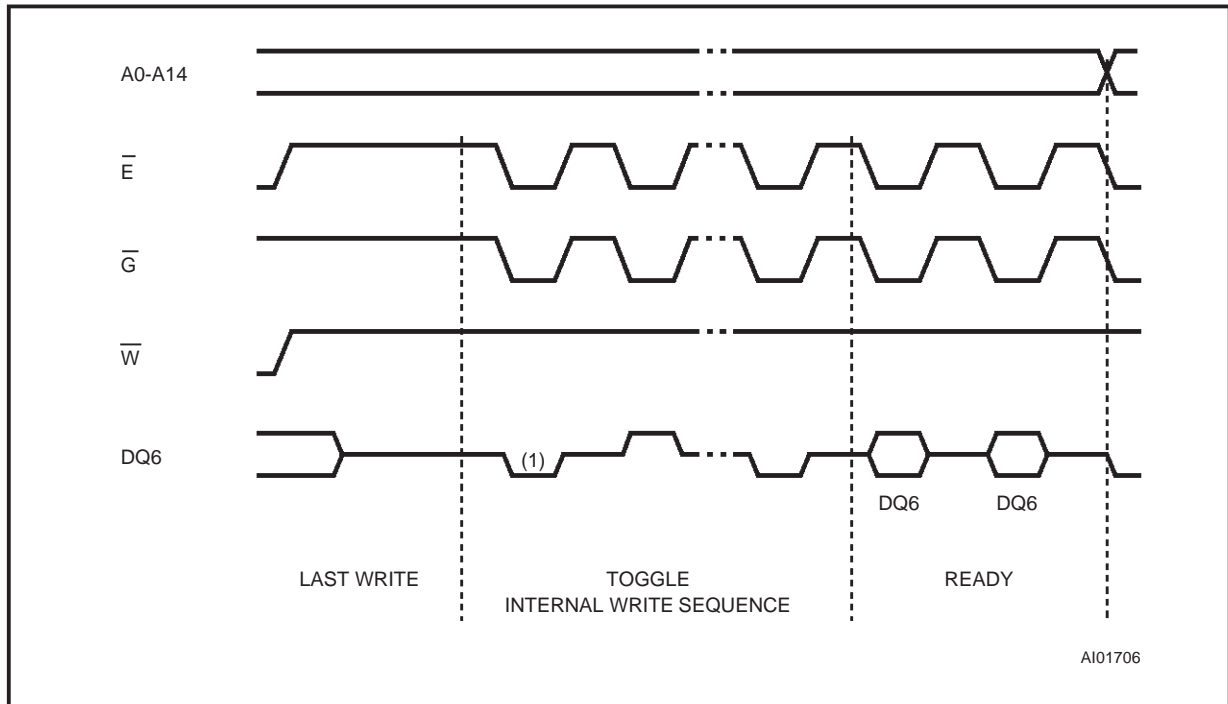 A0-A14
E̅
G̅
W̅
DQ6
(1)
DQ6 DQ6
LAST WRITE TOGGLE READY
INTERNAL WRITE SEQUENCE
AI01706